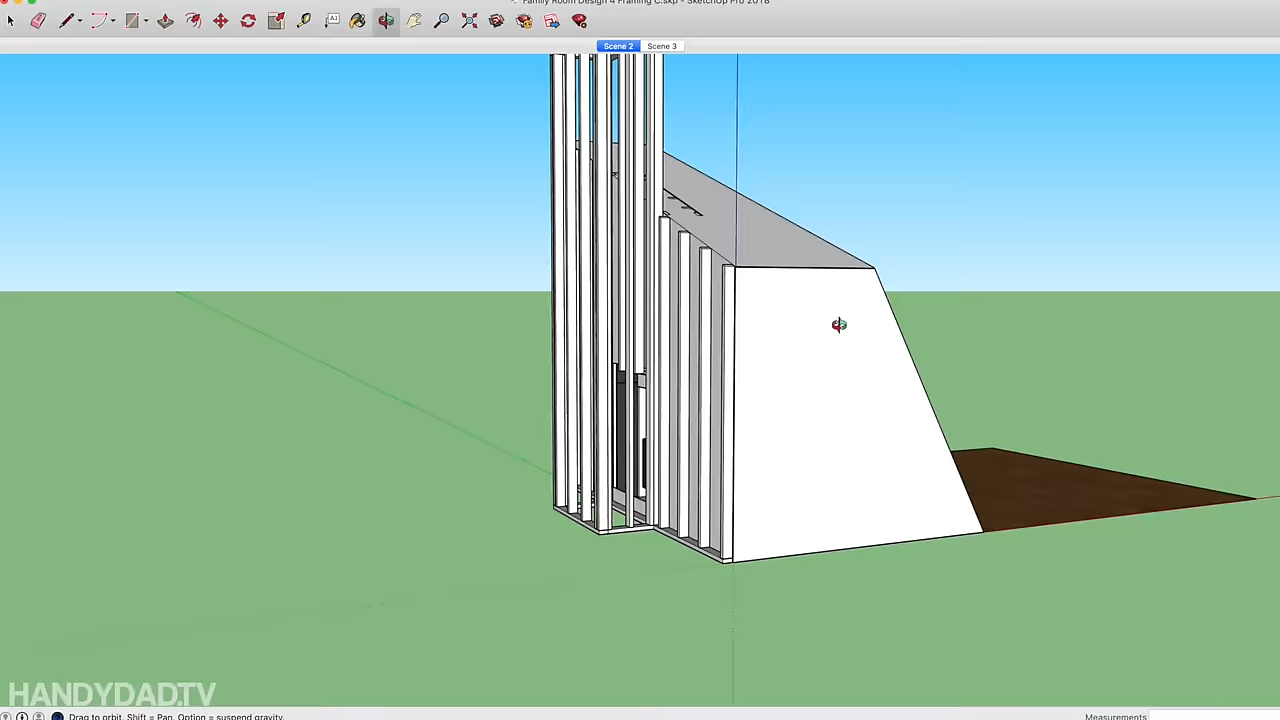 Family Room Design 4 Framing C.skp - SketchUp Pro 2018
A1
Scene 2
Scene 3
HANDYDAD.TV
Drag to orbit. Shift = Pan, Option = suspend gravity.
Measurements